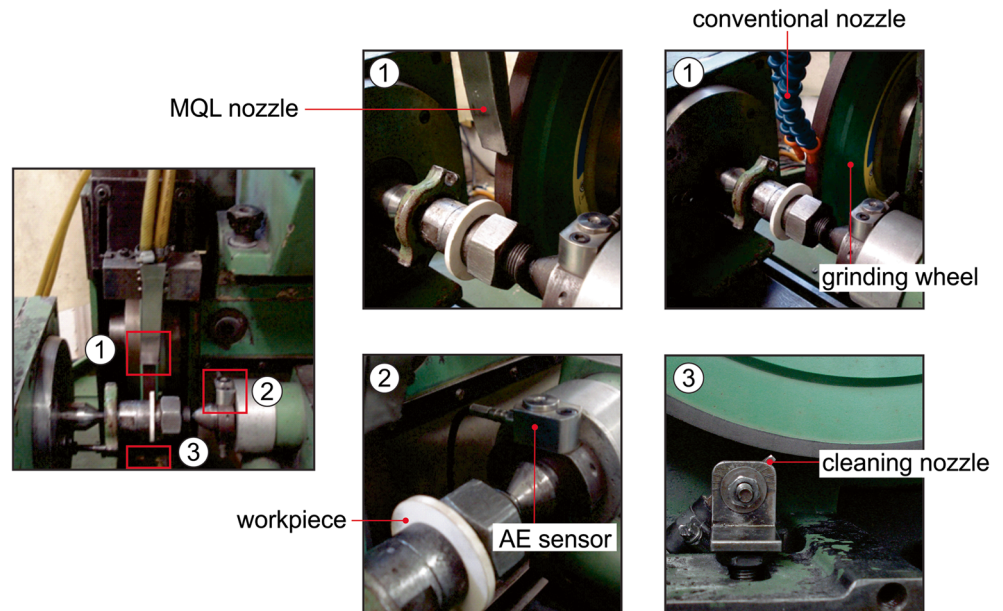 conventional nozzle
MQL nozzle
1
1
grinding wheel
1
2
3
2
workpiece
AE sensor
3
cleaning nozzle